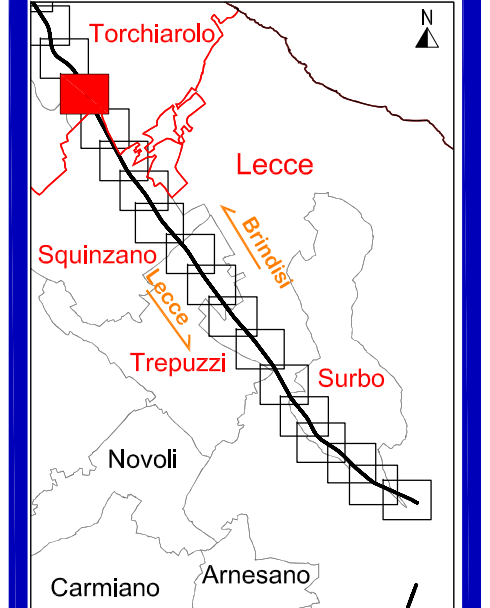 N
Torchiarolo
Lecce
Brindisi
Squinzano
Lecce
Trepuzzi
Surbo
Novoli
Arnesano
Carmiano